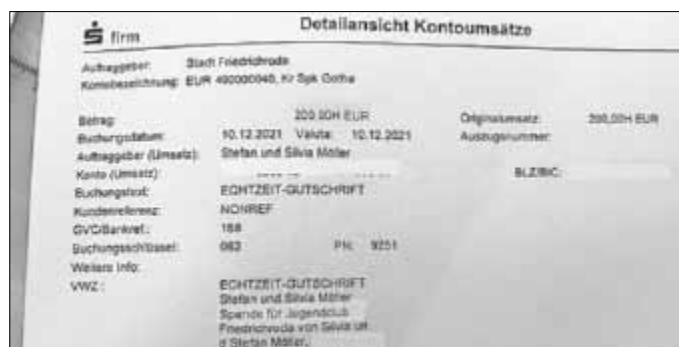 S firm
Detailansicht Kontoumsätze
Auftraggeber: Stadt Friedrichroda
Kontobezeichnung: EUR 490000040, Kr Spk Gotha
Betrag: 200,00H EUR Originalumsatz: 200,00H EUR
Buchungsdatum: 10.12.2021 Valuta: 10.12.2021 Auszugsnummer:
Auftraggeber (Umsatz): Stefan und Silvia Möller
Konto (Umsatz): BLZ/BIC:
Buchungstext: ECHTZEIT-GUTSCHRIFT
Kundenreferenz: NONREF
GVC/Bankref.: 168
Buchungsschlüssel: 063 PN: 9251
Weitere Info:
VWZ: ECHTZEIT-GUTSCHRIFT
Stefan und Silvia Möller
Spende für Jugendclub
Friedrichroda von Silvia un
d Stefan Möller,